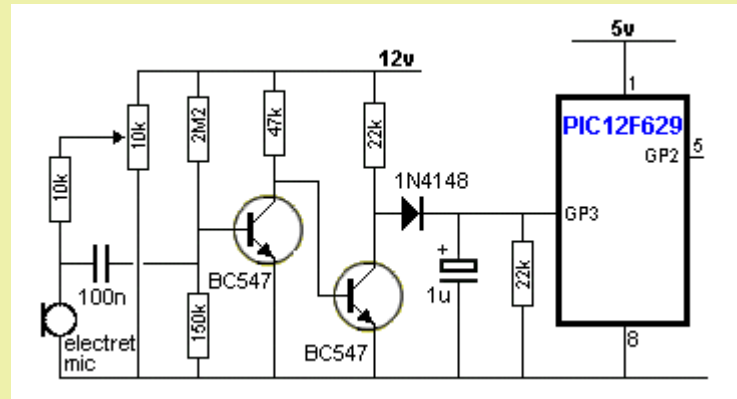 5v
12v
1
PIC12F629
5
GP2
10k
2M2
47k
22k
10k
1N4148
GP3
+
BC547
100n
22k
1u
150k
electret
mic
BC547
8